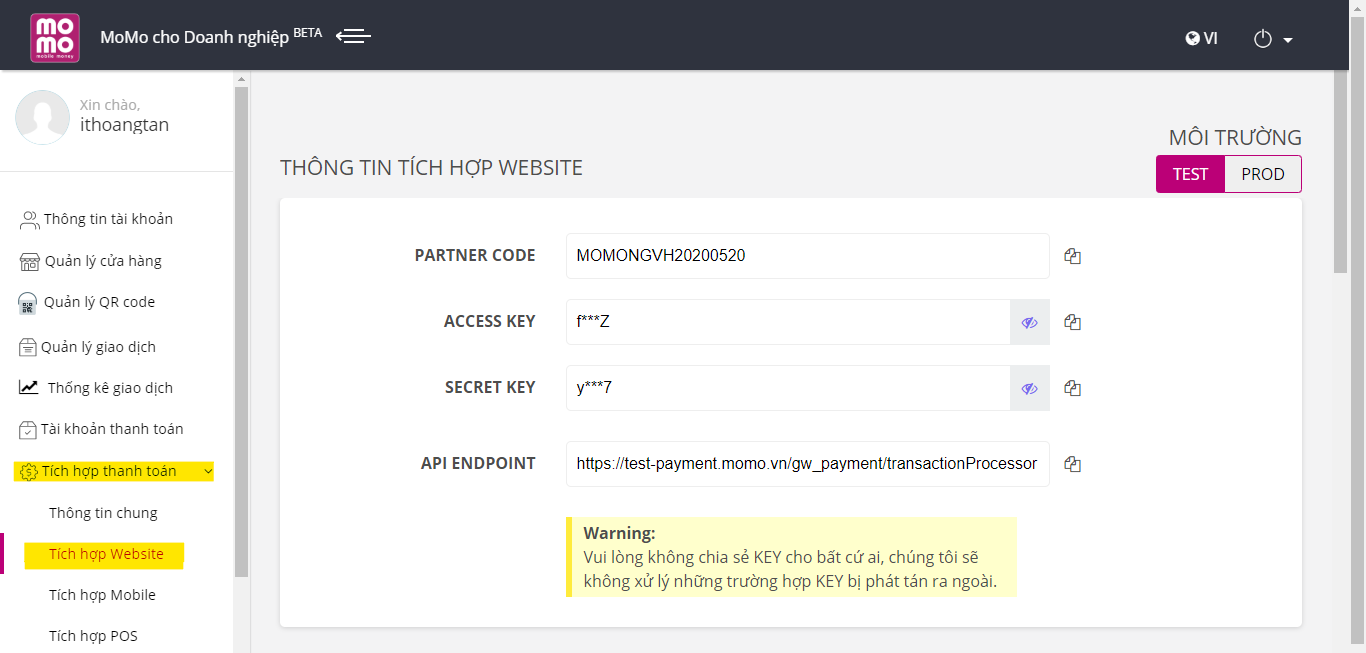 mo
mo
mobile money
MoMo cho Doanh nghiệp BETA
VI
Xin chào,
ithoangtan
Thông tin tài khoản
Quản lý cửa hàng
Quản lý QR code
Quản lý giao dịch
Thống kê giao dịch
Tài khoản thanh toán
Tích hợp thanh toán
Thông tin chung
Tích hợp Website
Tích hợp Mobile
Tích hợp POS
MÔI TRƯỜNG
THÔNG TIN TÍCH HỢP WEBSITE
TEST PROD
PARTNER CODE MOMONGVH20200520
ACCESS KEY f***Z
SECRET KEY y***7
API ENDPOINT https://test-payment.momo.vn/gw_payment/transactionProcessor
Warning:
Vui lòng không chia sẻ KEY cho bất cứ ai, chúng tôi sẽ
không xử lý những trường hợp KEY bị phát tán ra ngoài.